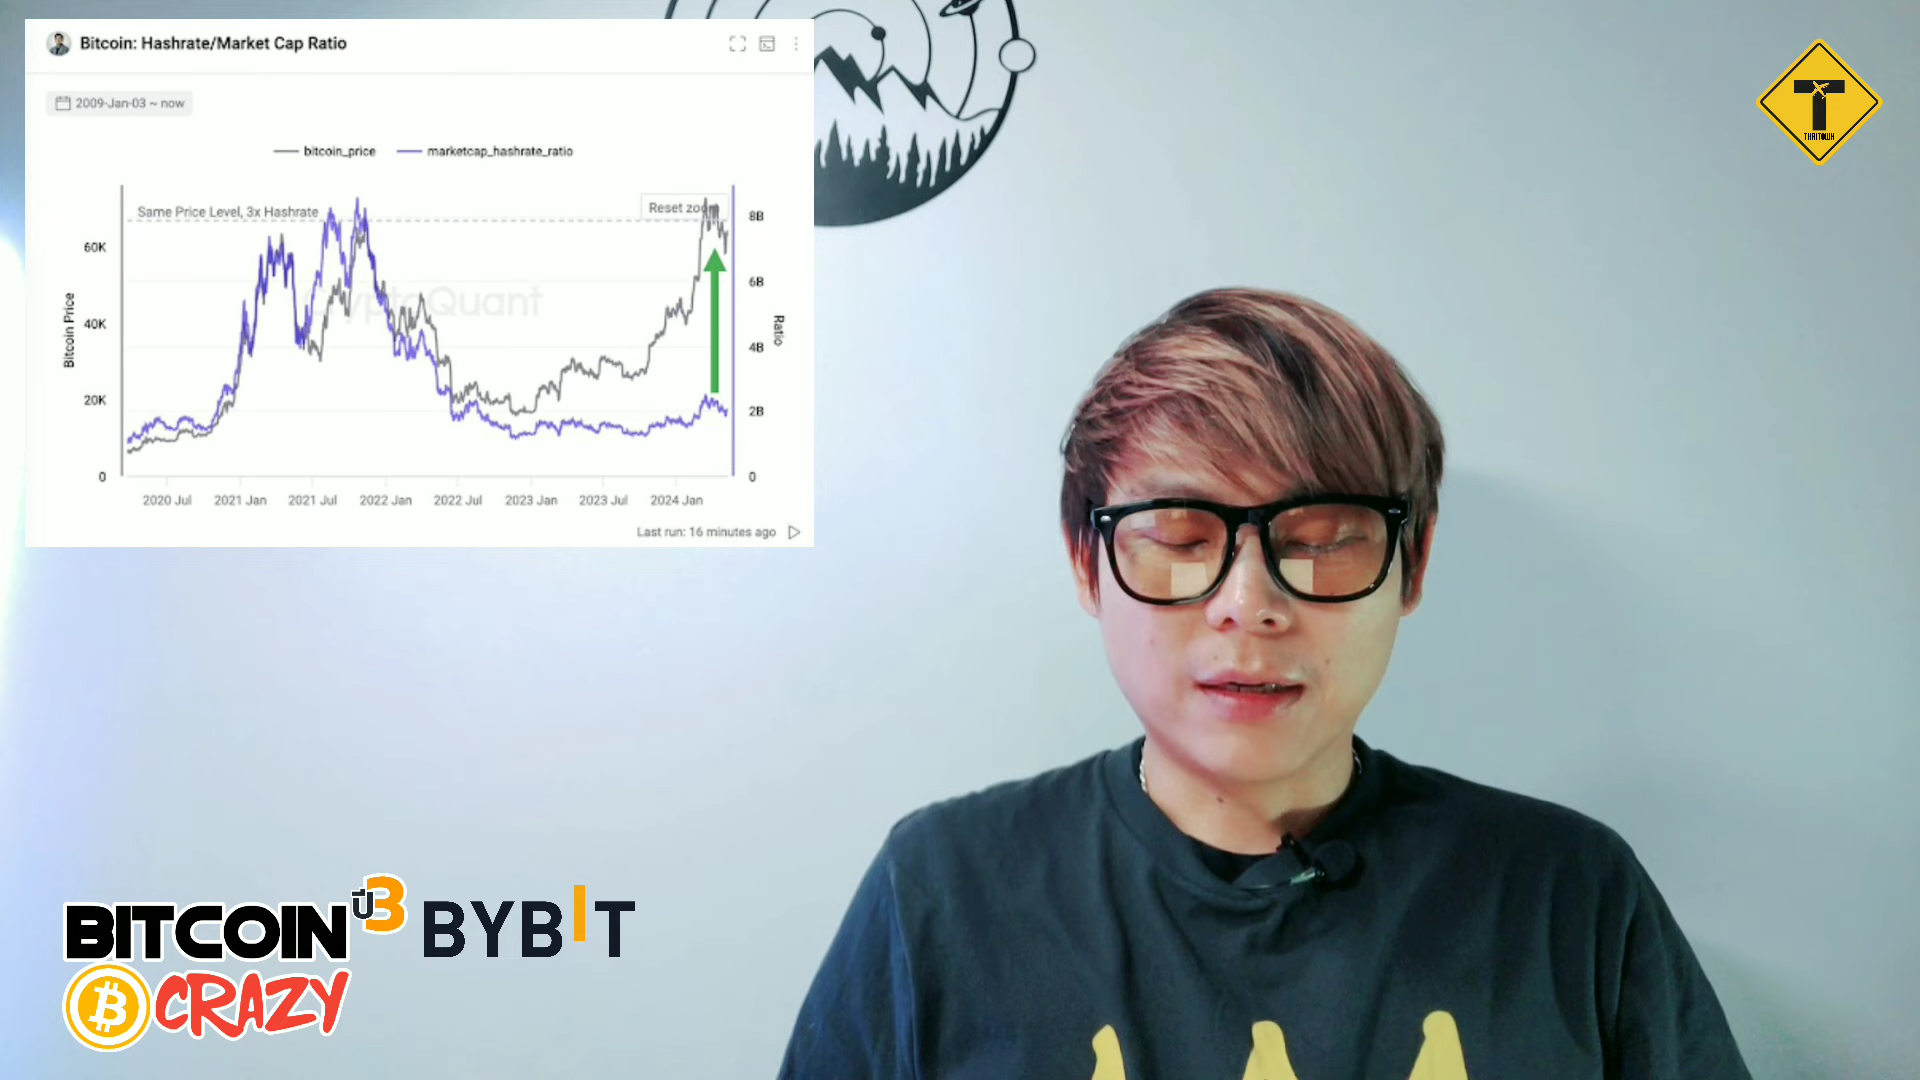 Bitcoin: Hashrate/Market Cap Ratio
2009-Jan-03 ~ now
bitcoin_price
marketcap_hashrate_ratio
Same Price Level, 3x Hashrate
Reset zoom
8B
60K
6B
CryptoQuant
40K
4B
Bitcoin Price
Ratio
20K
2B
0
0
2020 Jul
2021 Jan
2021 Jul
2022 Jan
2022 Jul
2023 Jan
2023 Jul
2024 Jan
Last run: 16 minutes ago
T
THAITOWN
BITCOIN ปี 3
CRAZY
BYBIT